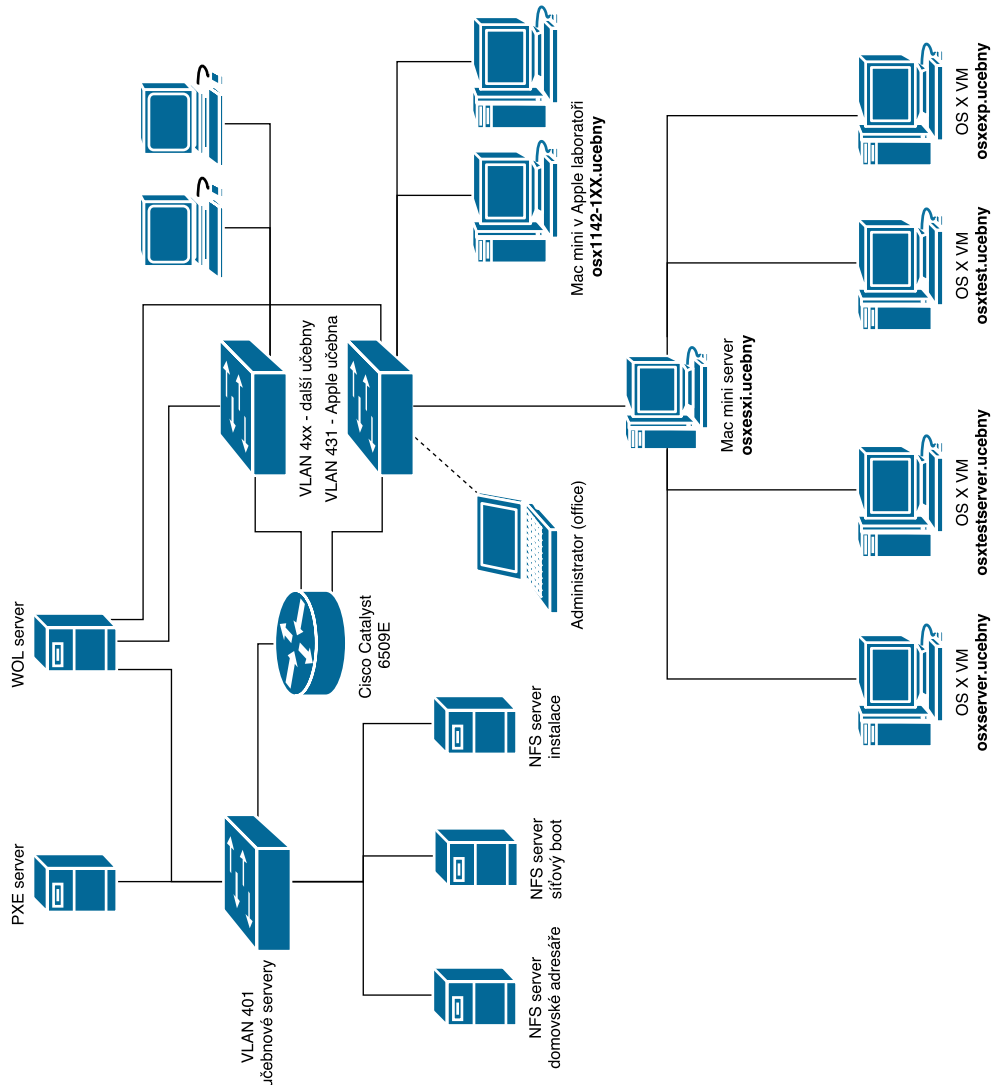 WOL server
PXE server
VLAN 4xx - další učebny
VLAN 431 - Apple učebna
Mac mini v Apple laboratoři
osx1142-1XX.ucebny
Cisco Catalyst
6509E
Administrator (office)
Mac mini server
osxesxi.ucebny
VLAN 401
učebnové servery
NFS server
domovské adresáře
NFS server
síťový boot
NFS server
instalace
OS X VM
osxserver.ucebny
OS X VM
osxtestserver.ucebny
OS X VM
osxtest.ucebny
OS X VM
osxexp.ucebny